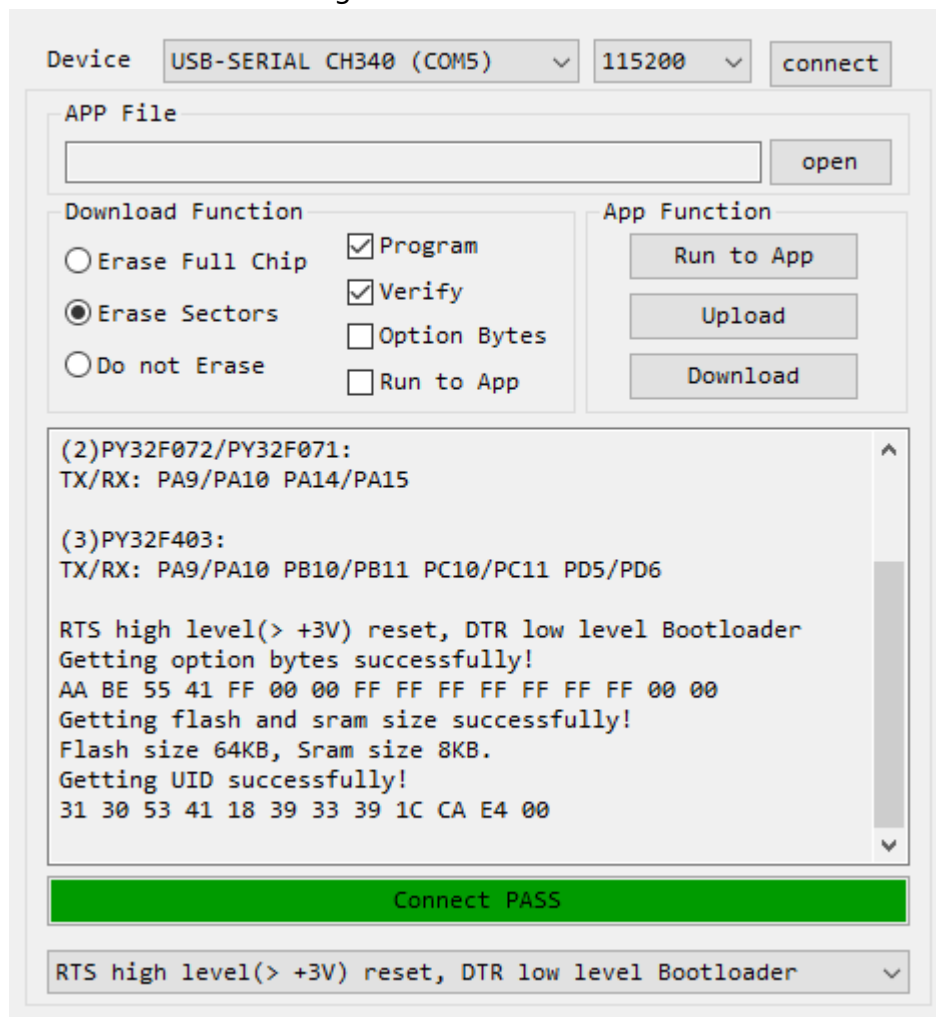 Device USB-SERIAL CH340 (COM5) 115200 connect
APP File
open
Download Function
Erase Full Chip
Erase Sectors
Do not Erase
Program
Verify
Option Bytes
Run to App
App Function
Run to App
Upload
Download
(2)PY32F072/PY32F071:
TX/RX: PA9/PA10 PA14/PA15
(3)PY32F403:
TX/RX: PA9/PA10 PB10/PB11 PC10/PC11 PD5/PD6
RTS high level(> +3V) reset, DTR low level Bootloader
Getting option bytes successfully!
AA BE 55 41 FF 00 00 FF FF FF FF FF FF FF 00 00
Getting flash and sram size successfully!
Flash size 64KB, Sram size 8KB.
Getting UID successfully!
31 30 53 41 18 39 33 39 1C CA E4 00
Connect PASS
RTS high level(> +3V) reset, DTR low level Bootloader